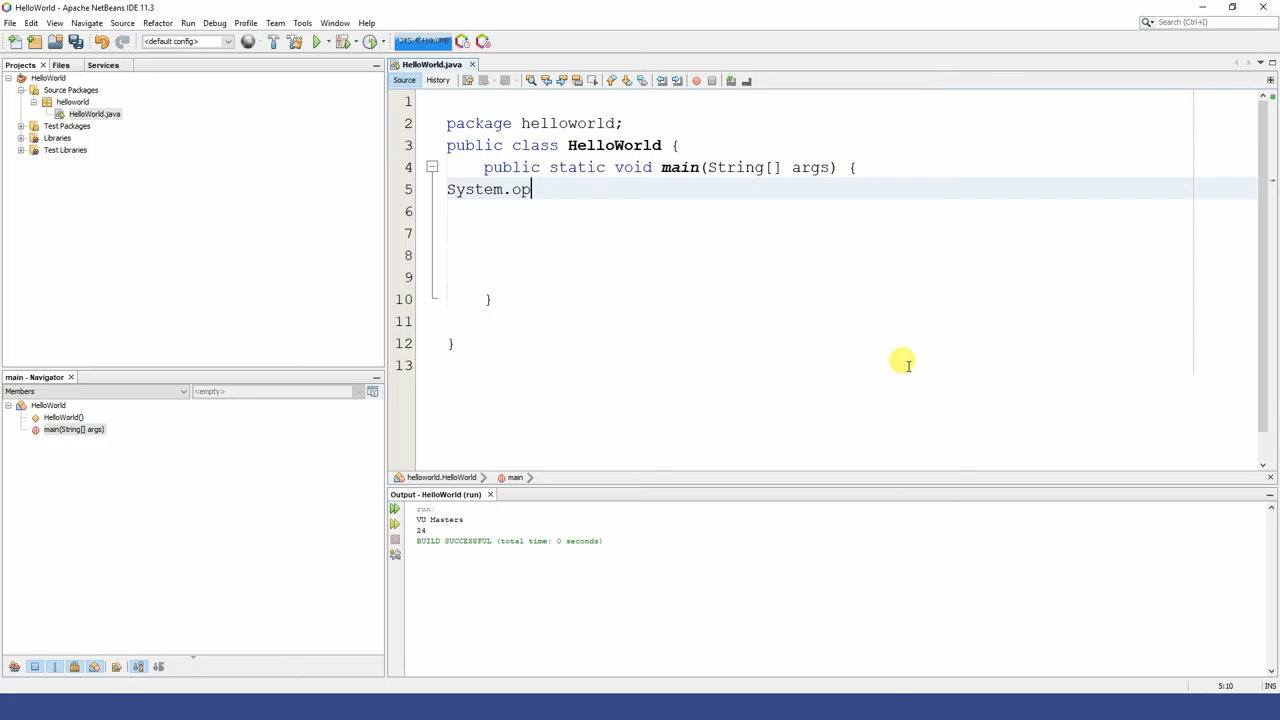 HelloWorld - Apache NetBeans IDE 11.3
File Edit View Navigate Source Refactor Run Debug Profile Team Tools Window Help
Search (Ctrl+I)
<default config>
Projects Files Services
HelloWorld
Source Packages
helloworld
HelloWorld.java
Test Packages
Libraries
Test Libraries
HelloWorld.java
Source History
1
2 package helloworld;
3 public class HelloWorld {
4 public static void main(String[] args) {
5 System.op
6
7
8
9
10 }
11
12 }
13
helloworld.HelloWorld main
main - Navigator
Members <empty>
HelloWorld
HelloWorld()
main(String[] args)
Output - HelloWorld (run)
run:
VU Masters
24
BUILD SUCCESSFUL (total time: 0 seconds)
5:10 INS